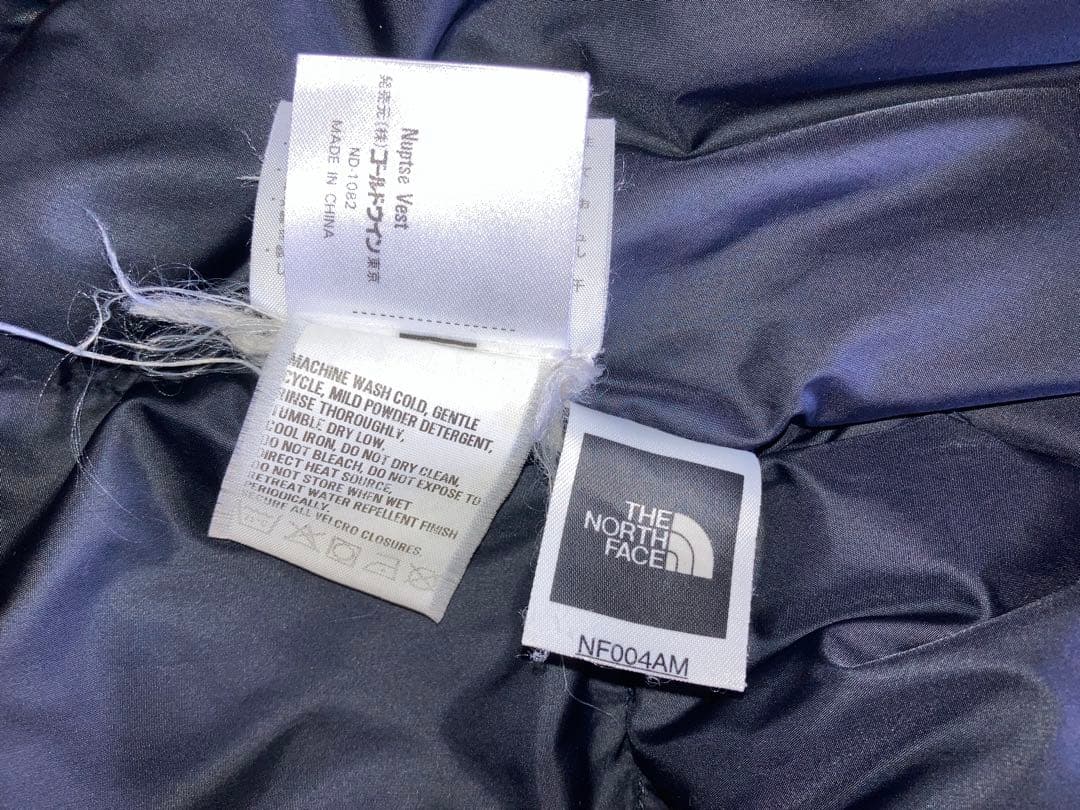 Nuptse Vest
発売元(株)ゴールドウイン東京
ND-1082
MADE IN CHINA
MACHINE WASH COLD, GENTLE
CYCLE, MILD POWDER DETERGENT,
RINSE THOROUGHLY,
TUMBLE DRY LOW.
COOL IRON, DO NOT DRY CLEAN,
DO NOT BLEACH, DO NOT EXPOSE TO
DIRECT HEAT SOURCE
DO NOT STORE WHEN WET
RETREAT WATER REPELLENT FINISH
PERIODICALLY.
SECURE ALL VELCRO CLOSURES.
THE
NORTH
FACE
NF004AM